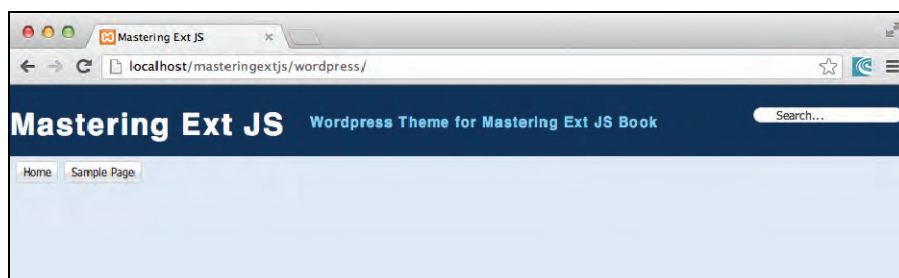 Mastering Ext JS
localhost/masteringextjs/wordpress/
Mastering Ext JS Wordpress Theme for Mastering Ext JS Book Search...
Home Sample Page